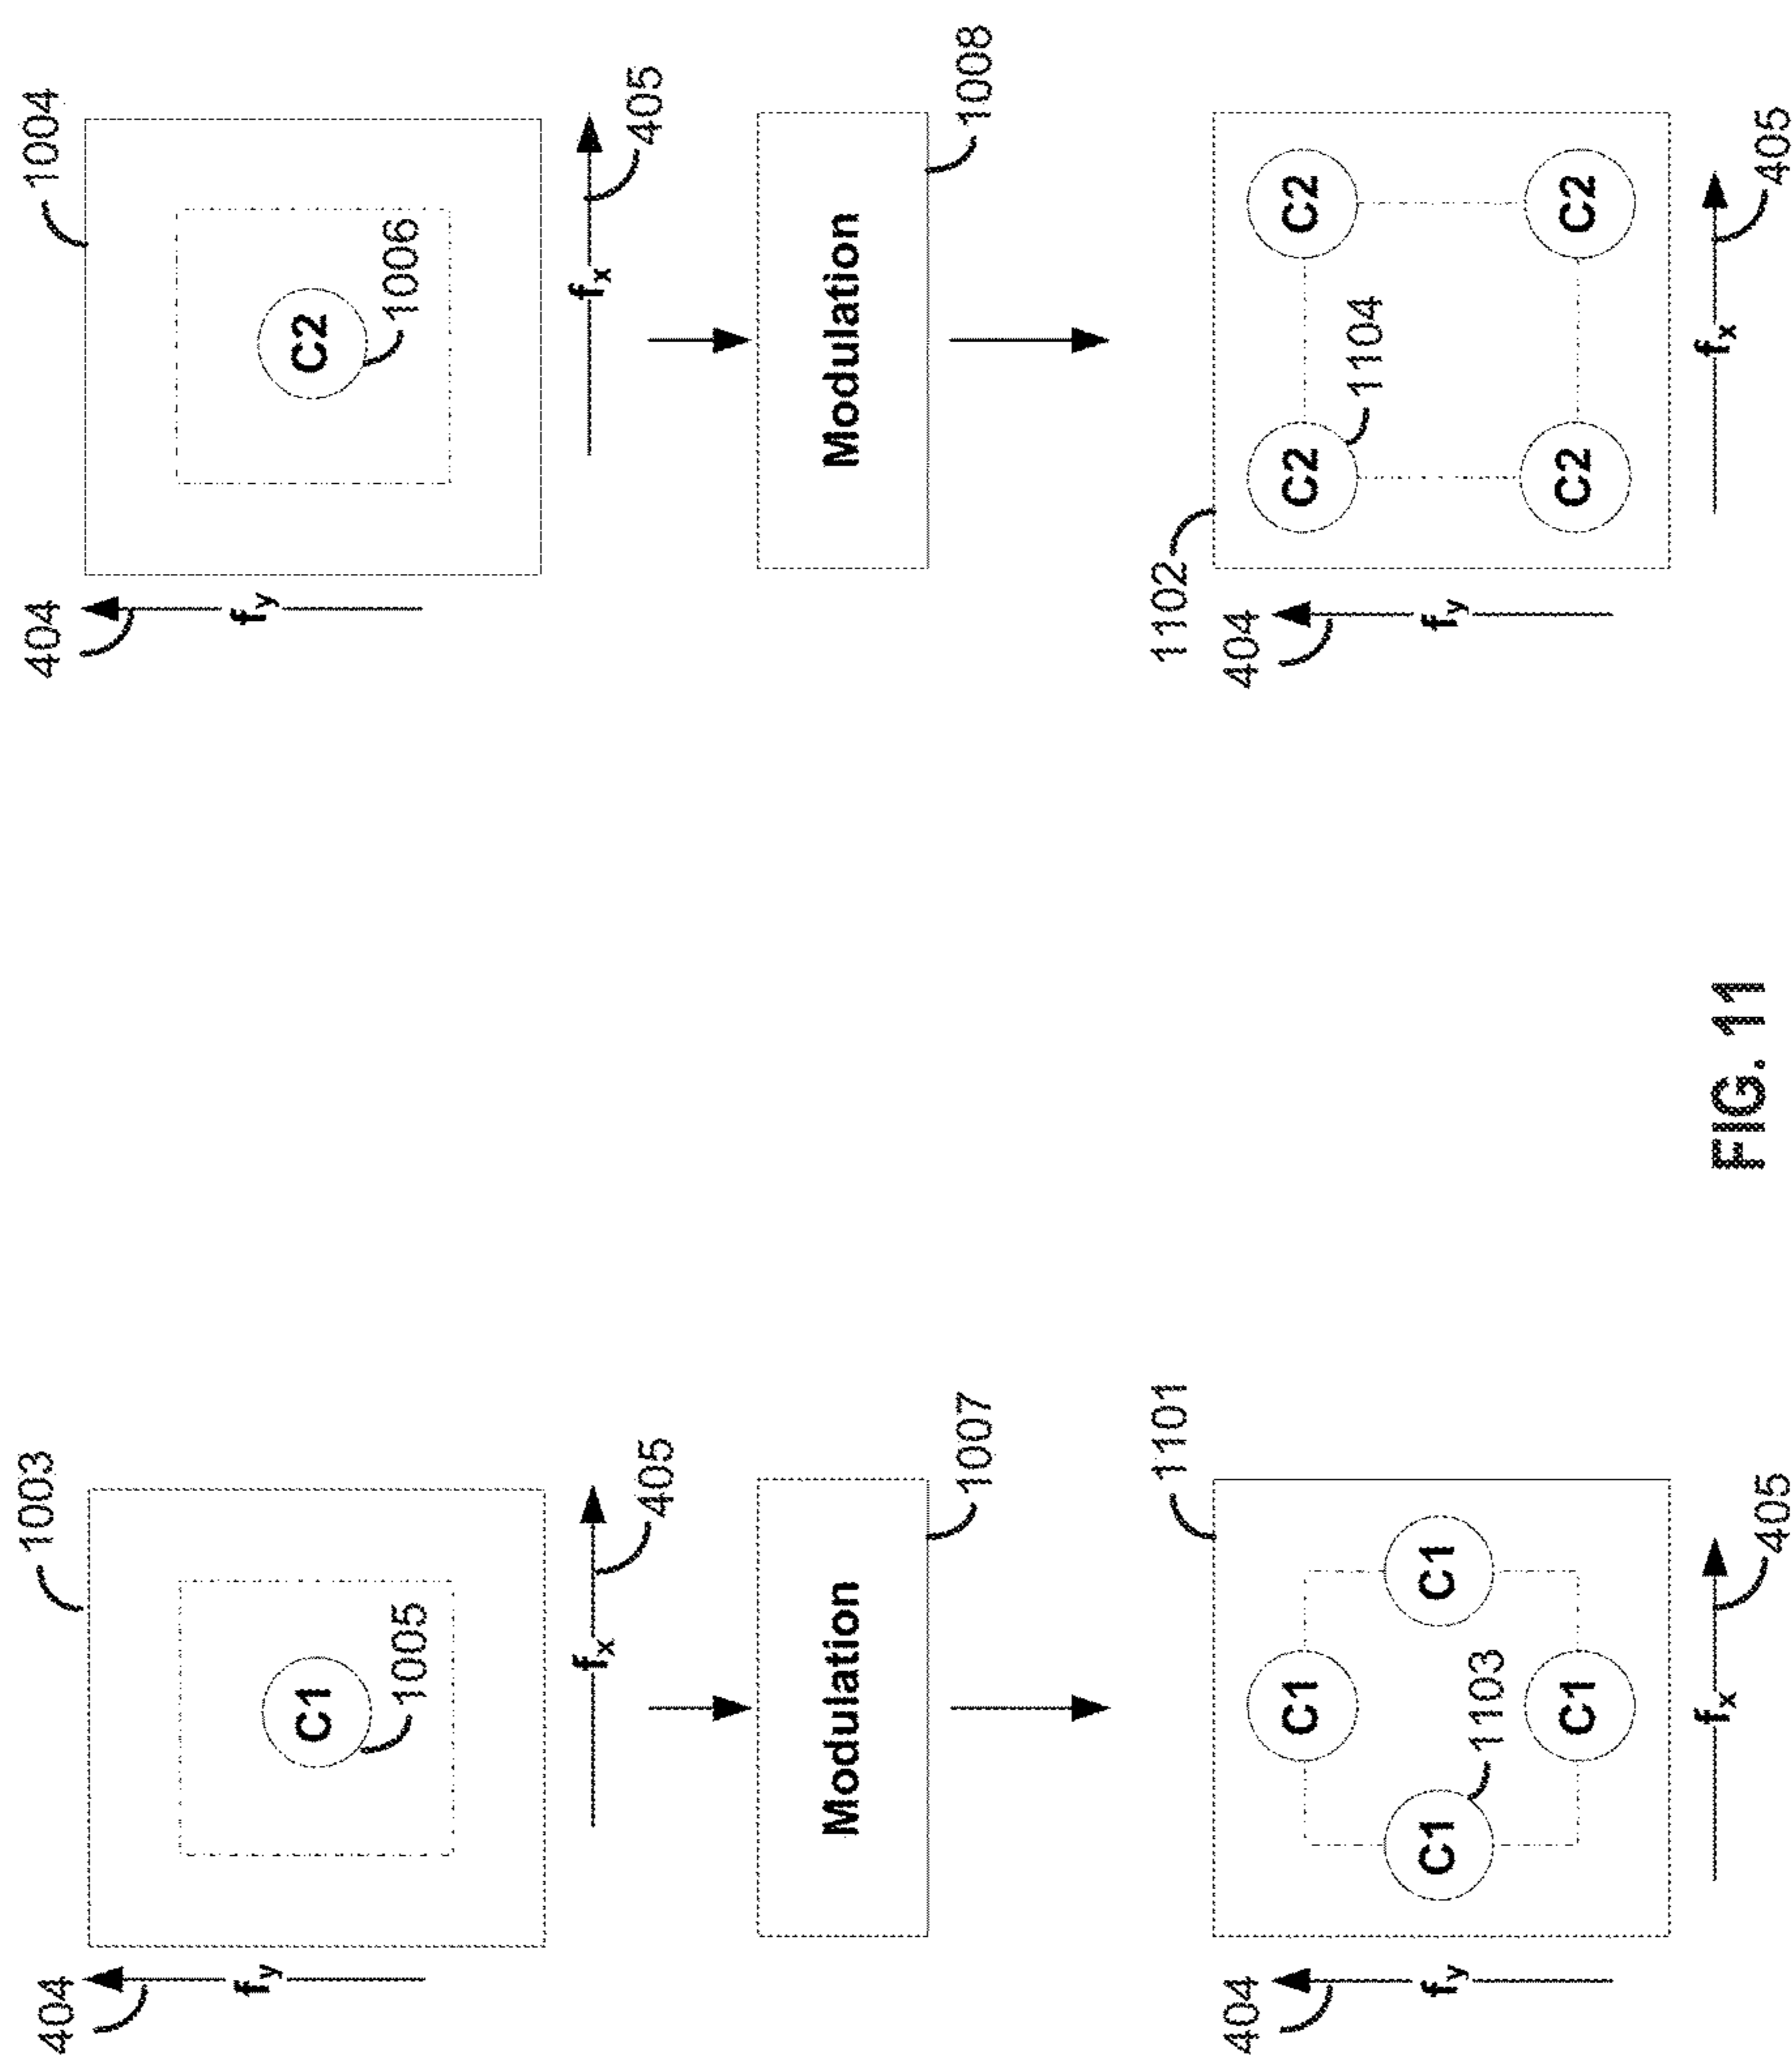 404
1003
f_y
C1
1005
f_x
405
Modulation
1007
1101
404
C1
C1
C1
f_y
1103
C1
f_x
405
404
1004
f_y
C2
1006
f_x
405
Modulation
1008
1102
404
C2
C2
1104
f_y
C2
C2
f_x
405
FIG. 11